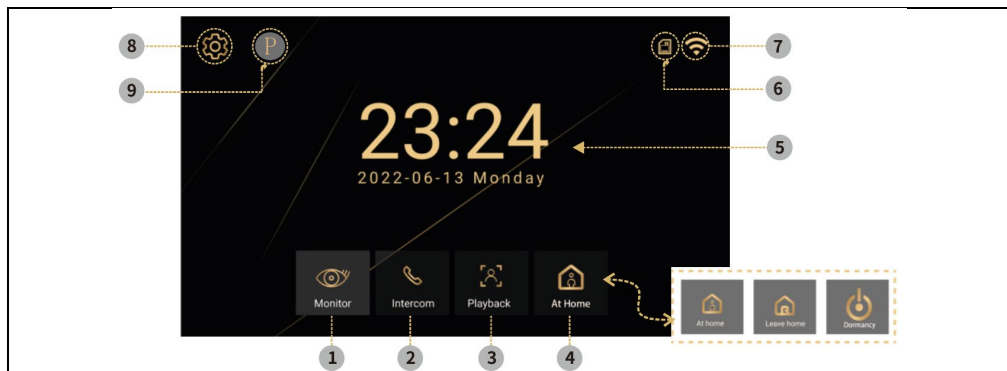 8
P
7
9
6
23:24
5
2022-06-13 Monday
Monitor
Intercom
Playback
At Home
At home
Leave home
Dormancy
1
2
3
4